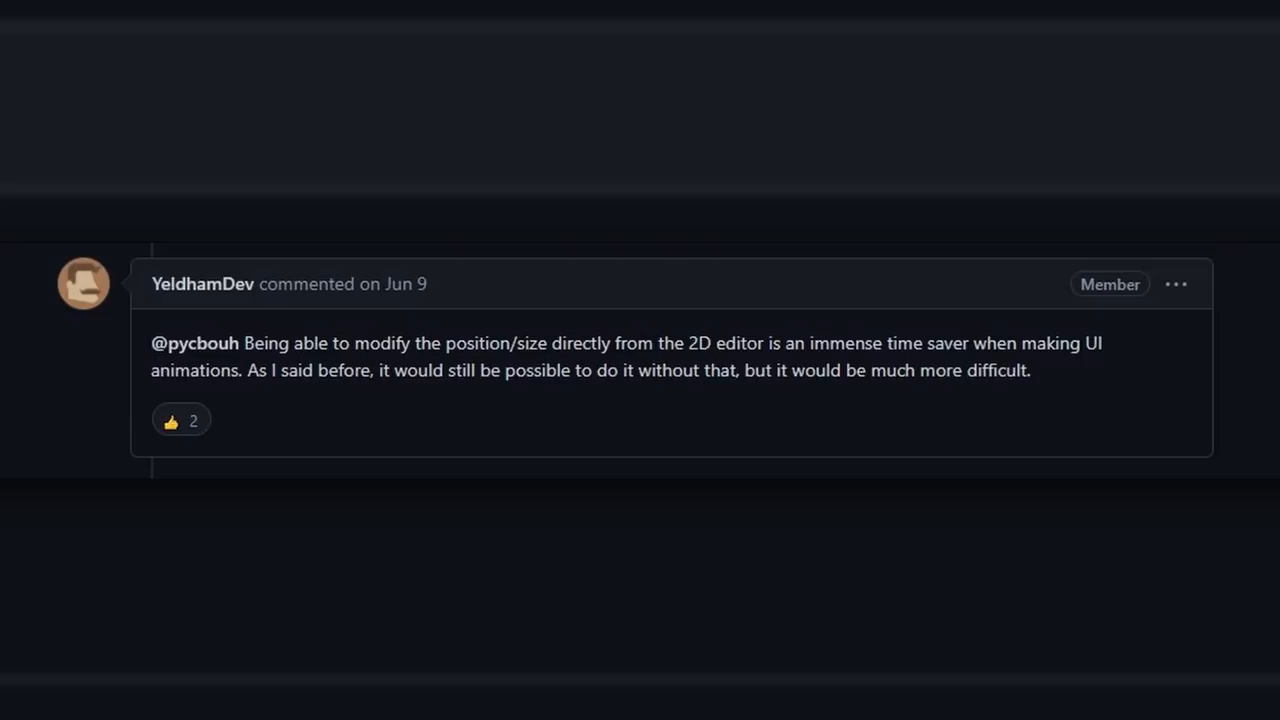 YeldhamDev commented on Jun 9
Member
@pycbouh Being able to modify the position/size directly from the 2D editor is an immense time saver when making UI
animations. As I said before, it would still be possible to do it without that, but it would be much more difficult.
👍 2